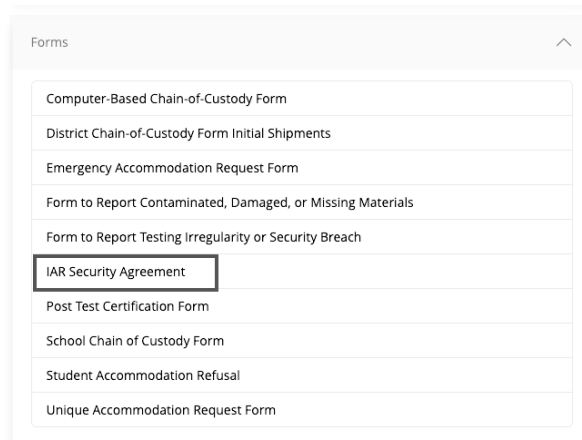 Forms
Computer-Based Chain-of-Custody Form
District Chain-of-Custody Form Initial Shipments
Emergency Accommodation Request Form
Form to Report Contaminated, Damaged, or Missing Materials
Form to Report Testing Irregularity or Security Breach
IAR Security Agreement
Post Test Certification Form
School Chain of Custody Form
Student Accommodation Refusal
Unique Accommodation Request Form